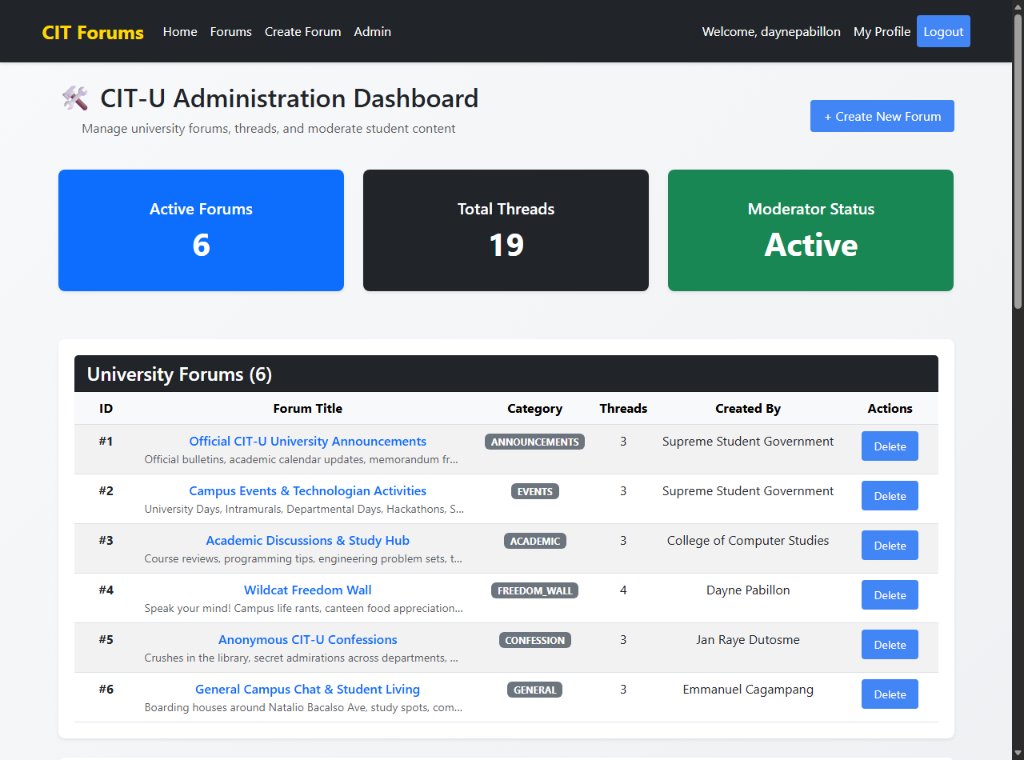 CIT Forums Home Forums Create Forum Admin Welcome, daynepabillon My Profile Logout
CIT-U Administration Dashboard
Manage university forums, threads, and moderate student content
+ Create New Forum
Active Forums
6
Total Threads
19
Moderator Status
Active
University Forums (6)
ID Forum Title Category Threads Created By Actions
#1 Official CIT-U University Announcements ANNOUNCEMENTS 3 Supreme Student Government Delete
Official bulletins, academic calendar updates, memorandum fr...
#2 Campus Events & Technologian Activities EVENTS 3 Supreme Student Government Delete
University Days, Intramurals, Departmental Days, Hackathons, S...
#3 Academic Discussions & Study Hub ACADEMIC 3 College of Computer Studies Delete
Course reviews, programming tips, engineering problem sets, t...
#4 Wildcat Freedom Wall FREEDOM_WALL 4 Dayne Pabillon Delete
Speak your mind! Campus life rants, canteen food appreciation...
#5 Anonymous CIT-U Confessions CONFESSION 3 Jan Raye Dutosme Delete
Crushes in the library, secret admirations across departments, ...
#6 General Campus Chat & Student Living GENERAL 3 Emmanuel Cagampang Delete
Boarding houses around Natalio Bacalso Ave, study spots, com...